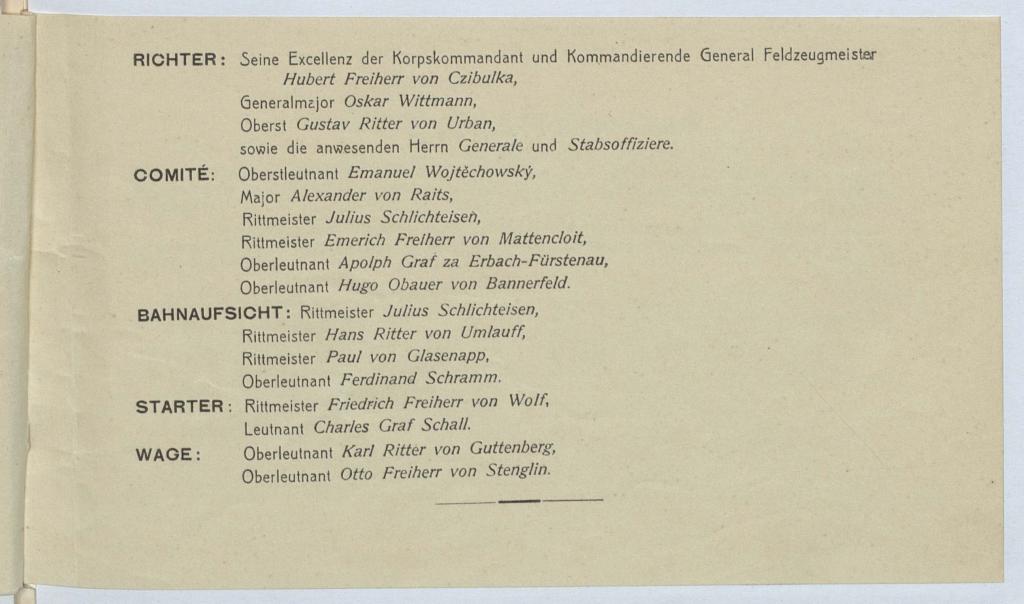 RICHTER: Seine Excellenz der Korpskommandant und Kommandierende General Feldzeugmeister
Hubert Freiherr von Czibulka,
Generalmajor Oskar Wittmann,
Oberst Gustav Ritter von Urban,
sowie die anwesenden Herrn Generale und Stabsoffiziere.
COMITÉ: Oberstleutnant Emanuel Wojtěchowský,
Major Alexander von Raits,
Rittmeister Julius Schlichteisen,
Rittmeister Emerich Freiherr von Mattencloit,
Oberleutnant Apolph Graf za Erbach-Fürstenau,
Oberleutnant Hugo Obauer von Bannerfeld.
BAHNAUFSICHT: Rittmeister Julius Schlichteisen,
Rittmeister Hans Ritter von Umlauff,
Rittmeister Paul von Glasenapp,
Oberleutnant Ferdinand Schramm.
STARTER: Rittmeister Friedrich Freiherr von Wolf,
Leutnant Charles Graf Schall.
WAGE: Oberleutnant Karl Ritter von Guttenberg,
Oberleutnant Otto Freiherr von Stenglin.